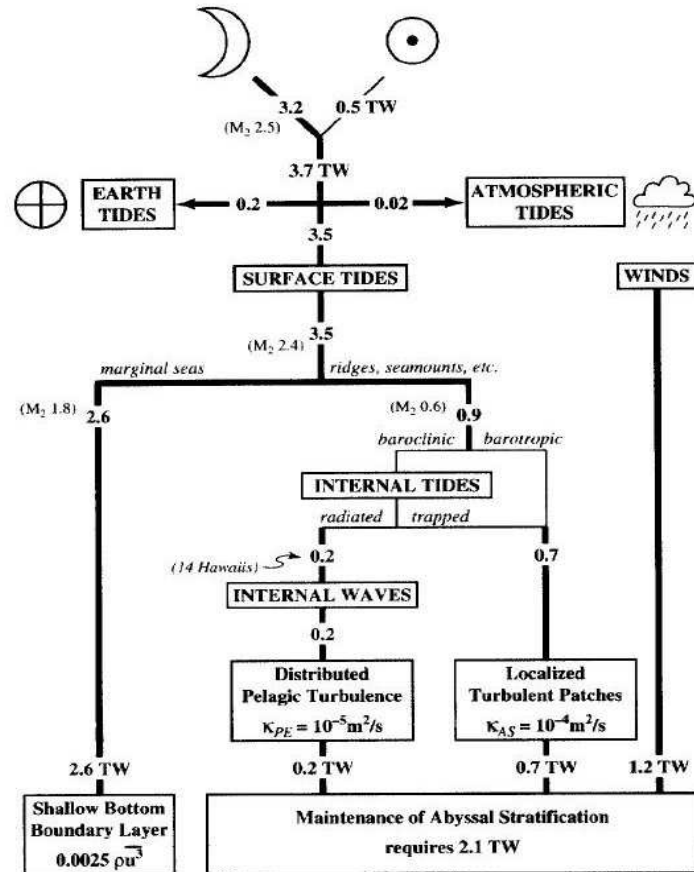 3.2
0.5 TW
(M₂ 2.5)
3.7 TW
EARTH
TIDES
0.2
0.02
ATMOSPHERIC
TIDES
3.5
SURFACE TIDES
WINDS
3.5
(M₂ 2.4)
marginal seas
ridges, seamounts, etc.
(M₂ 1.8)
2.6
(M₂ 0.6)
0.9
baroclinic
barotropic
INTERNAL TIDES
radiated
trapped
(14 Hawaiis)
0.2
0.7
INTERNAL WAVES
0.2
Distributed
Pelagic Turbulence
κ_PE = 10⁻⁵m²/s
Localized
Turbulent Patches
κ_AS = 10⁻⁴m²/s
2.6 TW
0.2 TW
0.7 TW
1.2 TW
Shallow Bottom
Boundary Layer
0.0025 ρu̅³
Maintenance of Abyssal Stratification
requires 2.1 TW